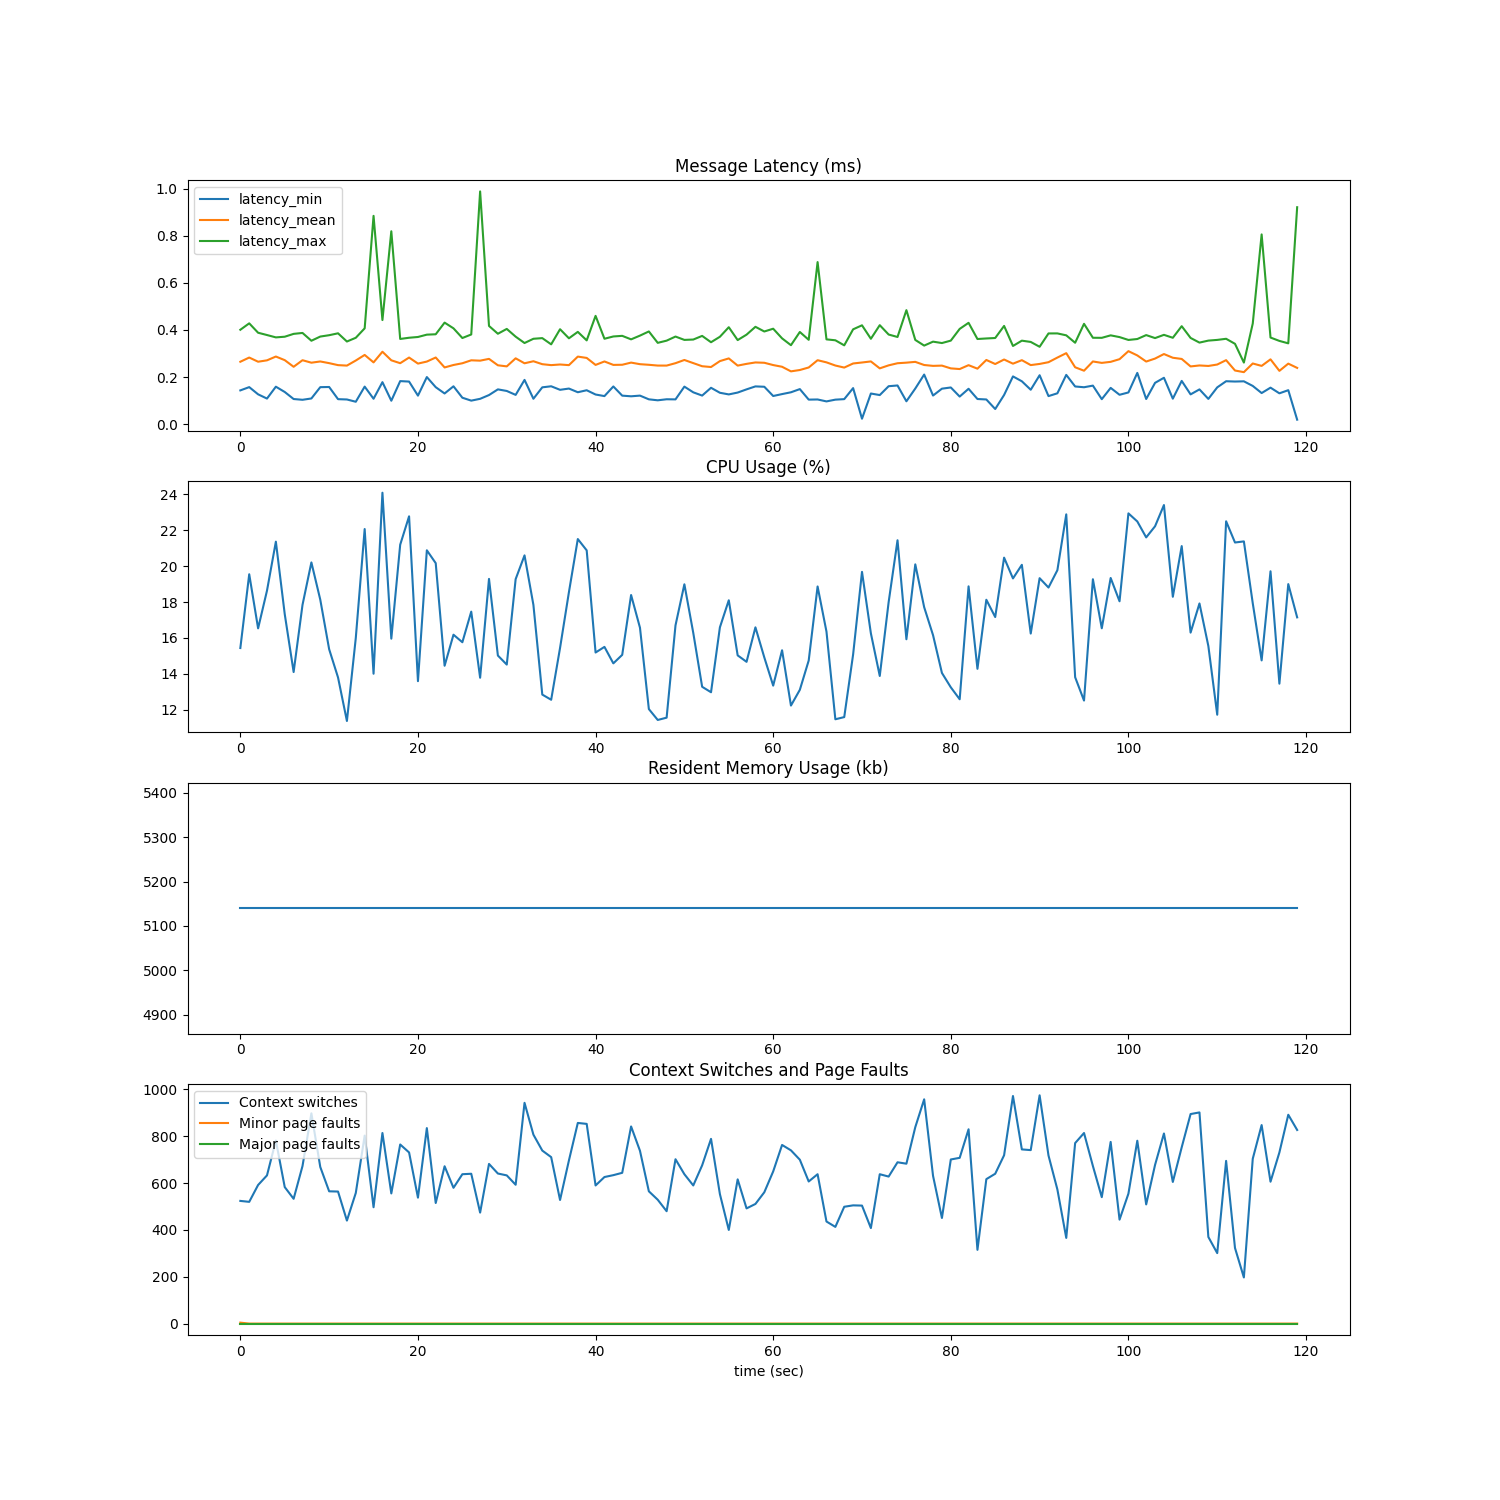 Message Latency (ms)
1.0
0.8
0.6
0.4
0.2
0.0
latency_min
latency_mean
latency_max
0 20 40 60 80 100 120
CPU Usage (%)
24
22
20
18
16
14
12
0 20 40 60 80 100 120
Resident Memory Usage (kb)
5400
5300
5200
5100
5000
4900
0 20 40 60 80 100 120
Context Switches and Page Faults
1000
800
600
400
200
0
Context switches
Minor page faults
Major page faults
0 20 40 60 80 100 120
time (sec)